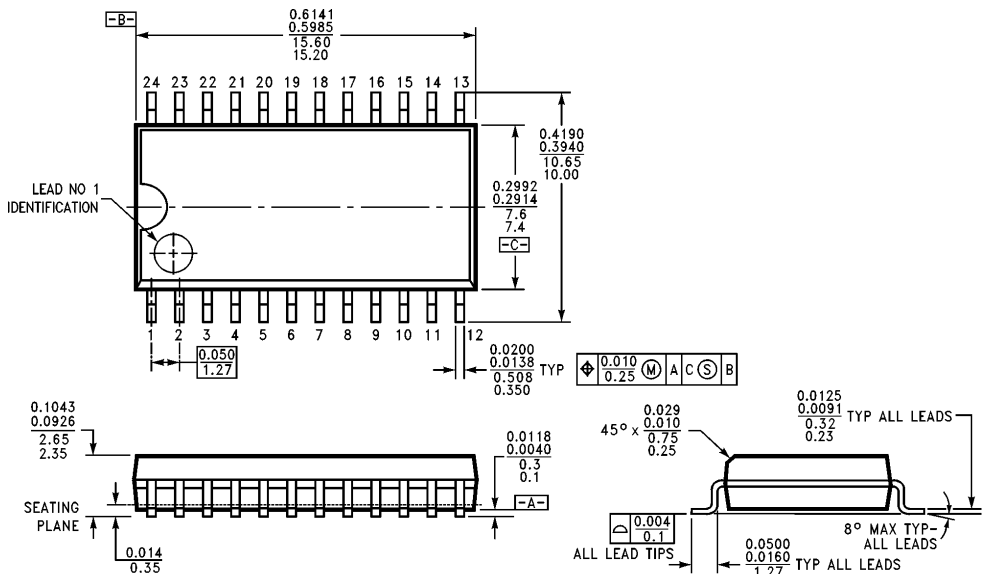 -B-
0.6141
0.5985
15.60
15.20
24 23 22 21 20 19 18 17 16 15 14 13
0.4190
0.3940
10.65
10.00
LEAD NO 1
IDENTIFICATION
0.2992
0.2914
7.6
7.4
-C-
1 2 3 4 5 6 7 8 9 10 11 12
0.050
1.27
0.0200
0.0138 TYP
0.508
0.350
⌖ 0.010 Ⓜ A C Ⓢ B
0.25
0.1043
0.0926
2.65
2.35
SEATING
PLANE
0.014
0.35
0.0118
0.0040
0.3
0.1
-A-
45° x 0.029
0.010
0.75
0.25
0.0125
0.0091 TYP ALL LEADS
0.32
0.23
0.004
0.1
ALL LEAD TIPS
8° MAX TYP-
ALL LEADS
0.0500
0.0160 TYP ALL LEADS
1.27